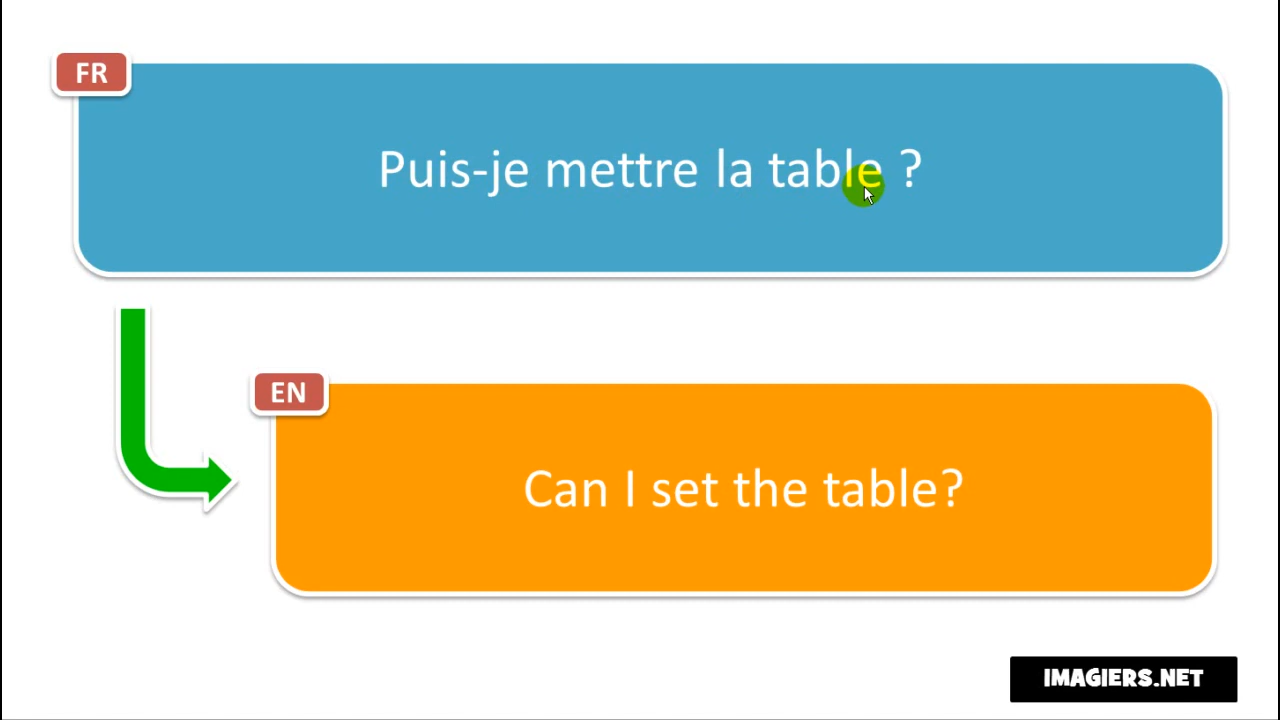 FR
Puis-je mettre la table ?
EN
Can I set the table?
IMAGIERS.NET